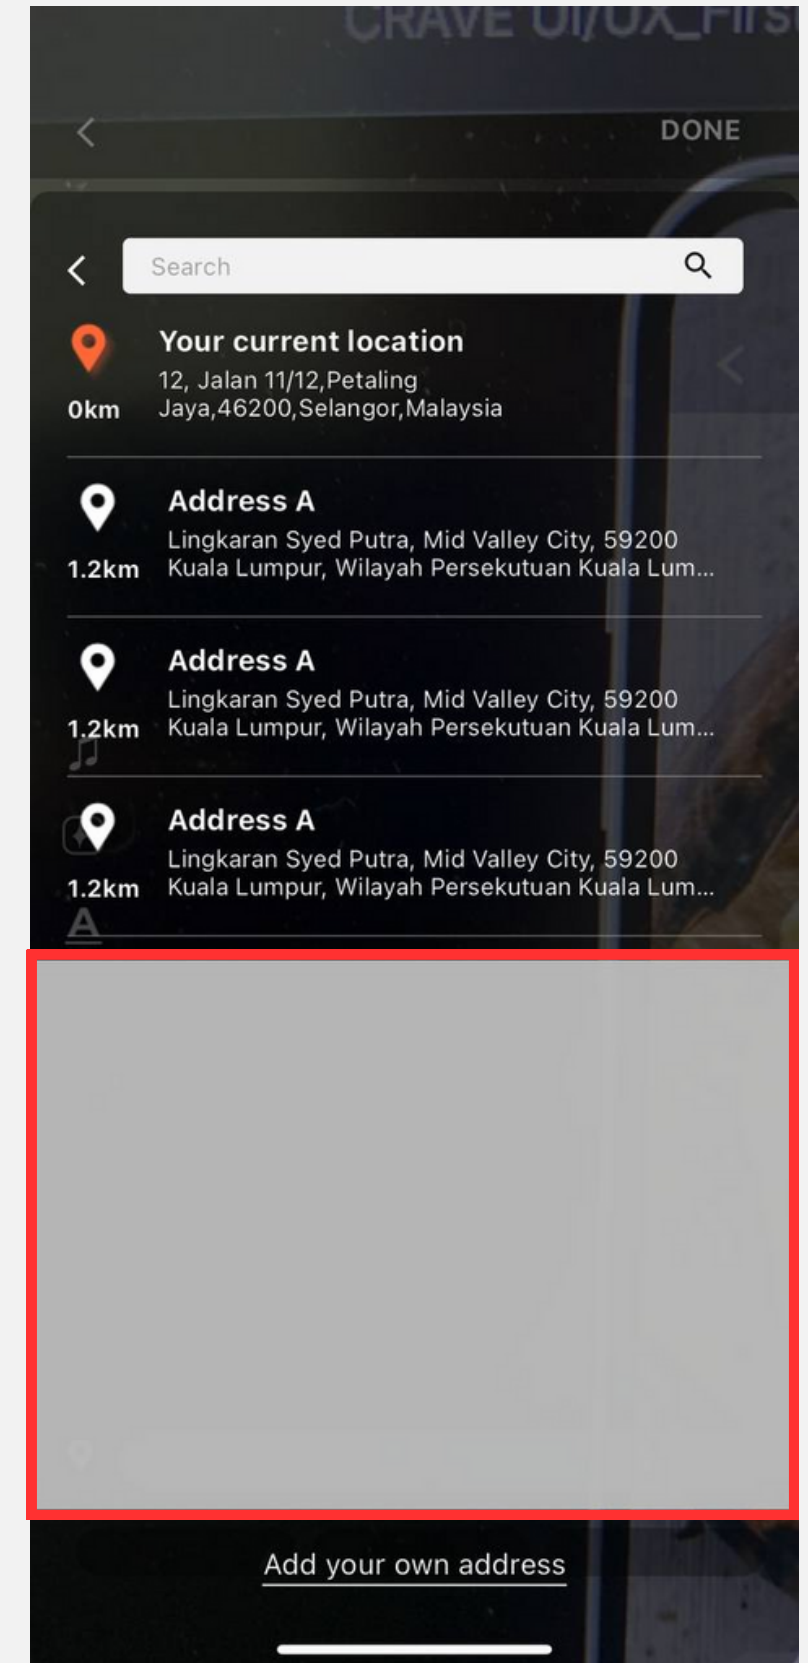 CRAVE UI/UX_Firs
DONE
Search
Your current location
12, Jalan 11/12,Petaling
0km
Jaya,46200,Selangor,Malaysia
Address A
Lingkaran Syed Putra, Mid Valley City, 59200
1.2km
Kuala Lumpur, Wilayah Persekutuan Kuala Lum...
Address A
Lingkaran Syed Putra, Mid Valley City, 59200
1.2km
Kuala Lumpur, Wilayah Persekutuan Kuala Lum...
Address A
Lingkaran Syed Putra, Mid Valley City, 59200
1.2km
Kuala Lumpur, Wilayah Persekutuan Kuala Lum...
A
Add your own address